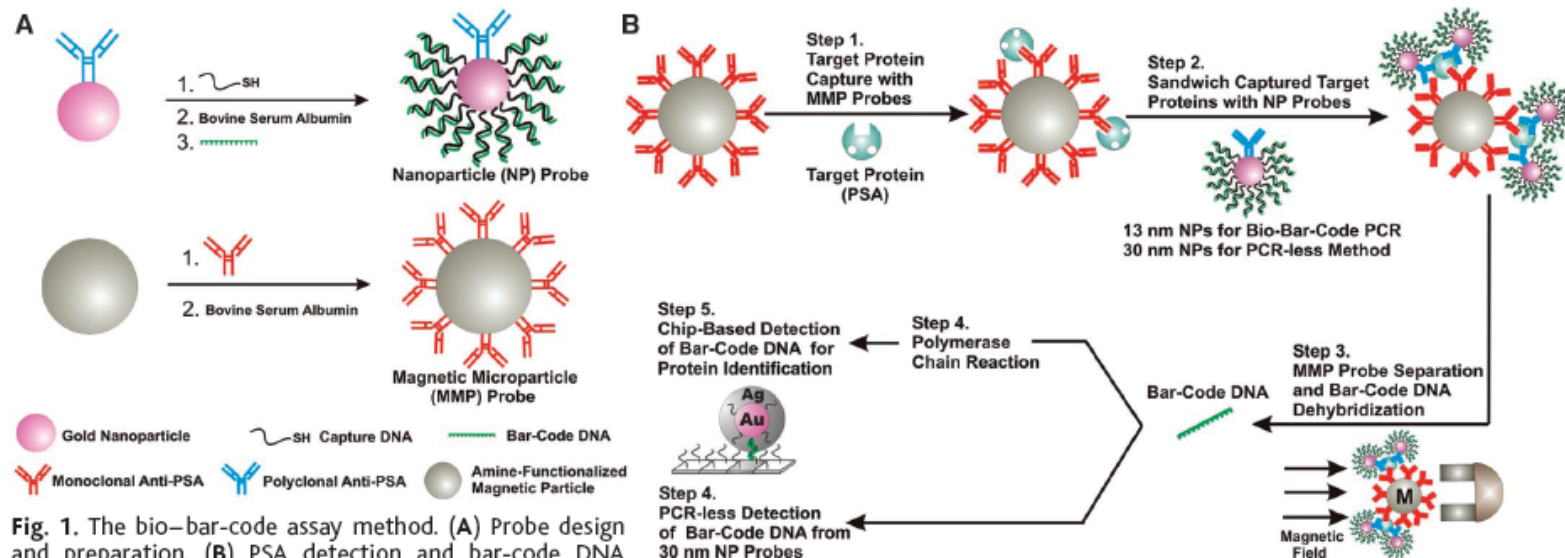 A
1. ~SH
2. Bovine Serum Albumin
3.
Nanoparticle (NP) Probe
1.
2. Bovine Serum Albumin
Magnetic Microparticle
(MMP) Probe
Gold Nanoparticle
SH Capture DNA
Bar-Code DNA
Monoclonal Anti-PSA
Polyclonal Anti-PSA
Amine-Functionalized
Magnetic Particle
Fig. 1. The bio–bar-code assay method. (A) Probe design
and preparation. (B) PSA detection and bar-code DNA
B
Step 1.
Target Protein
Capture with
MMP Probes
Target Protein
(PSA)
Step 2.
Sandwich Captured Target
Proteins with NP Probes
13 nm NPs for Bio-Bar-Code PCR
30 nm NPs for PCR-less Method
Step 3.
MMP Probe Separation
and Bar-Code DNA
Dehybridization
M
Magnetic
Field
Bar-Code DNA
Step 4.
Polymerase
Chain Reaction
Step 5.
Chip-Based Detection
of Bar-Code DNA for
Protein Identification
Ag
Au
Step 4.
PCR-less Detection
of Bar-Code DNA from
30 nm NP Probes